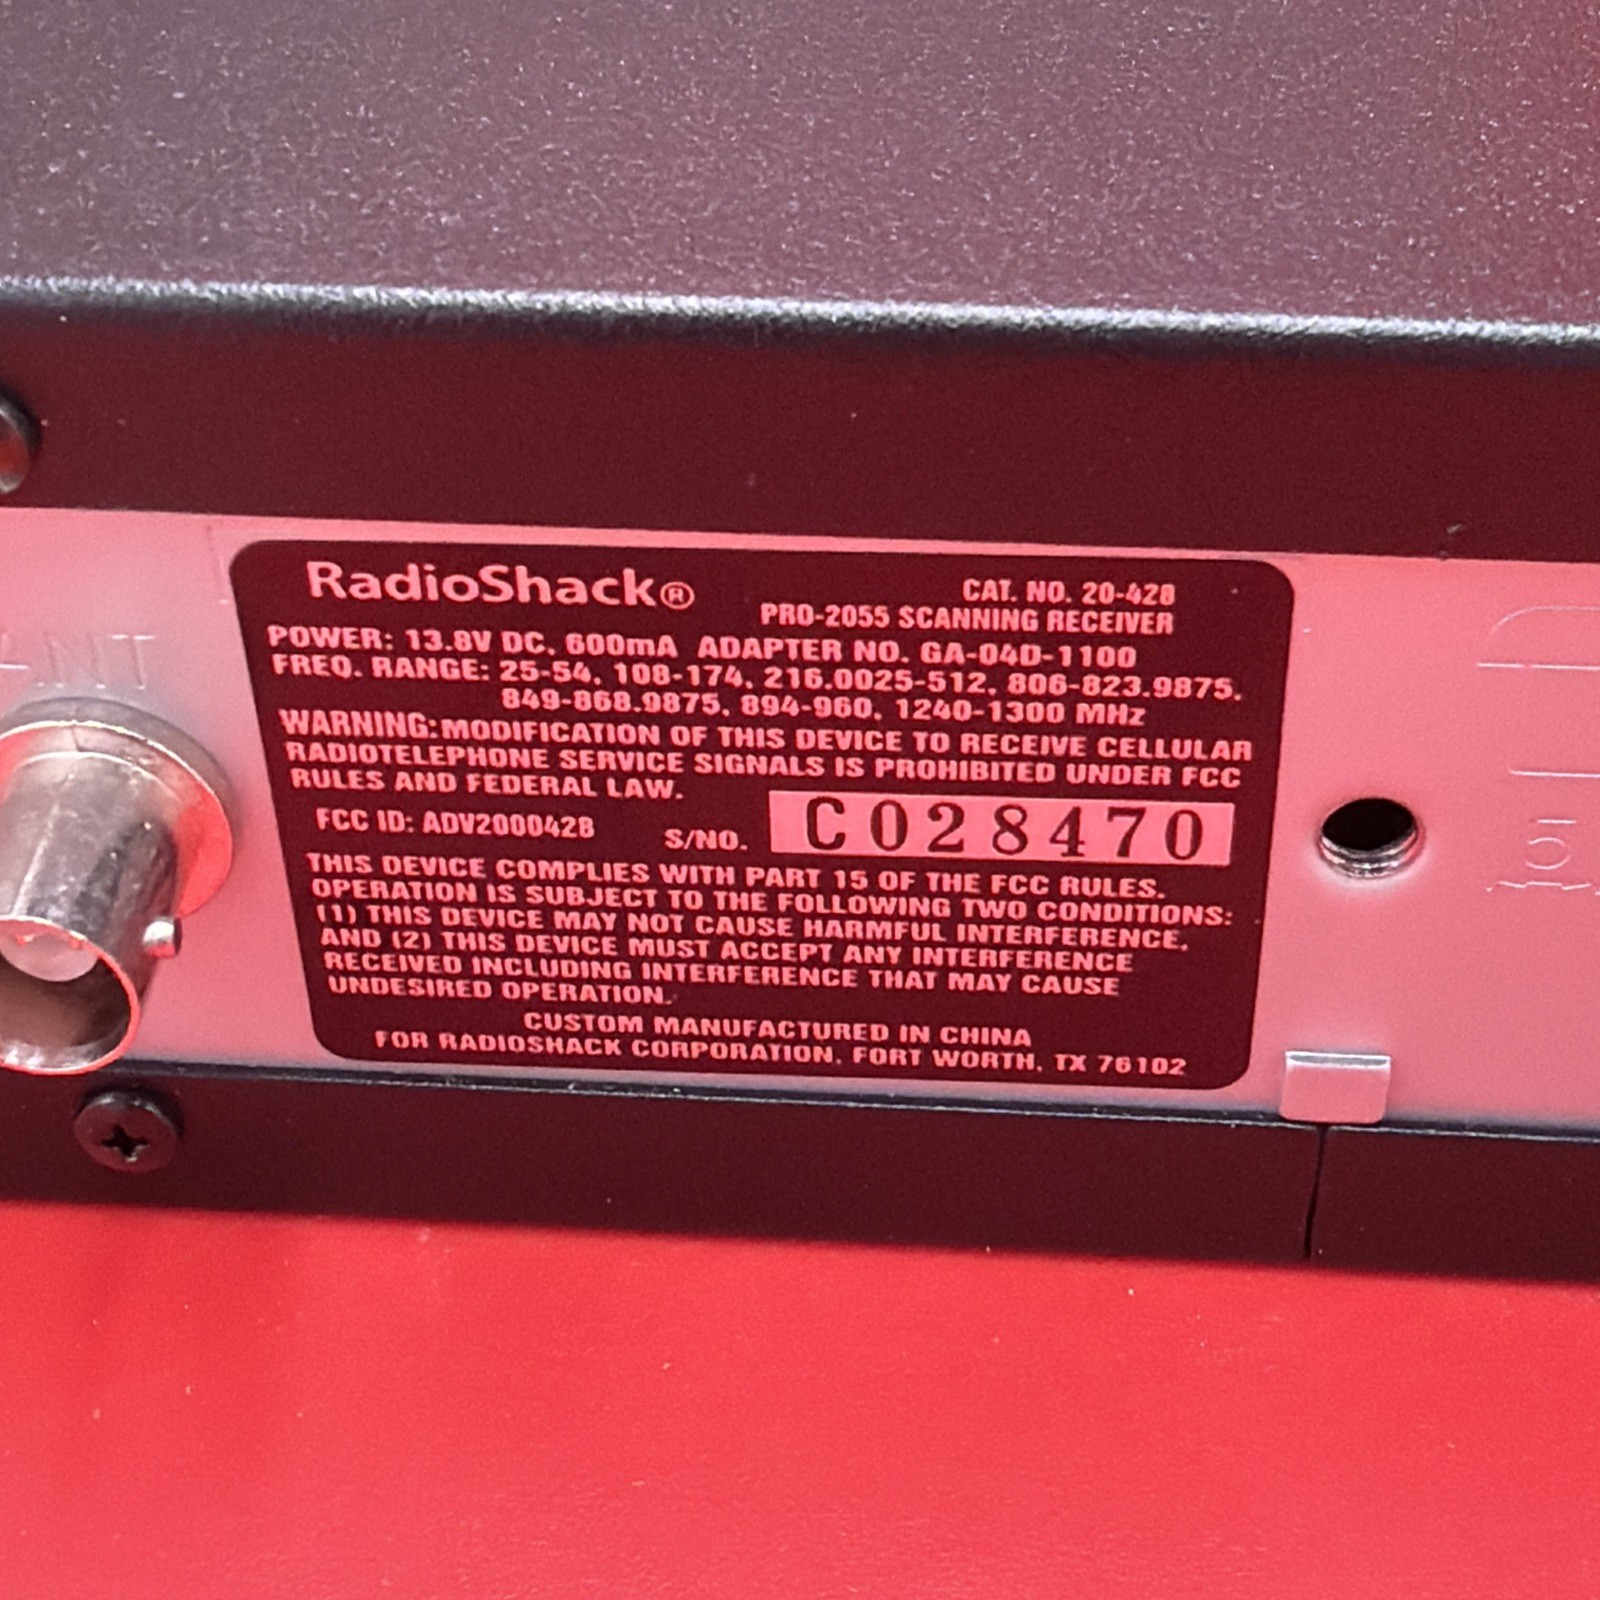 RadioShack®
CAT. NO. 20-428
PRO-2055 SCANNING RECEIVER
POWER: 13.8V DC, 600mA ADAPTER NO. GA-04D-1100
FREQ. RANGE: 25-54, 108-174, 216.0025-512, 806-823.9875,
849-868.9875, 894-960, 1240-1300 MHz
WARNING: MODIFICATION OF THIS DEVICE TO RECEIVE CELLULAR
RADIOTELEPHONE SERVICE SIGNALS IS PROHIBITED UNDER FCC
RULES AND FEDERAL LAW.
FCC ID: ADV2000428
S/NO. C028470
THIS DEVICE COMPLIES WITH PART 15 OF THE FCC RULES.
OPERATION IS SUBJECT TO THE FOLLOWING TWO CONDITIONS:
(1) THIS DEVICE MAY NOT CAUSE HARMFUL INTERFERENCE,
AND (2) THIS DEVICE MUST ACCEPT ANY INTERFERENCE
RECEIVED INCLUDING INTERFERENCE THAT MAY CAUSE
UNDESIRED OPERATION.
CUSTOM MANUFACTURED IN CHINA
FOR RADIOSHACK CORPORATION, FORT WORTH, TX 76102